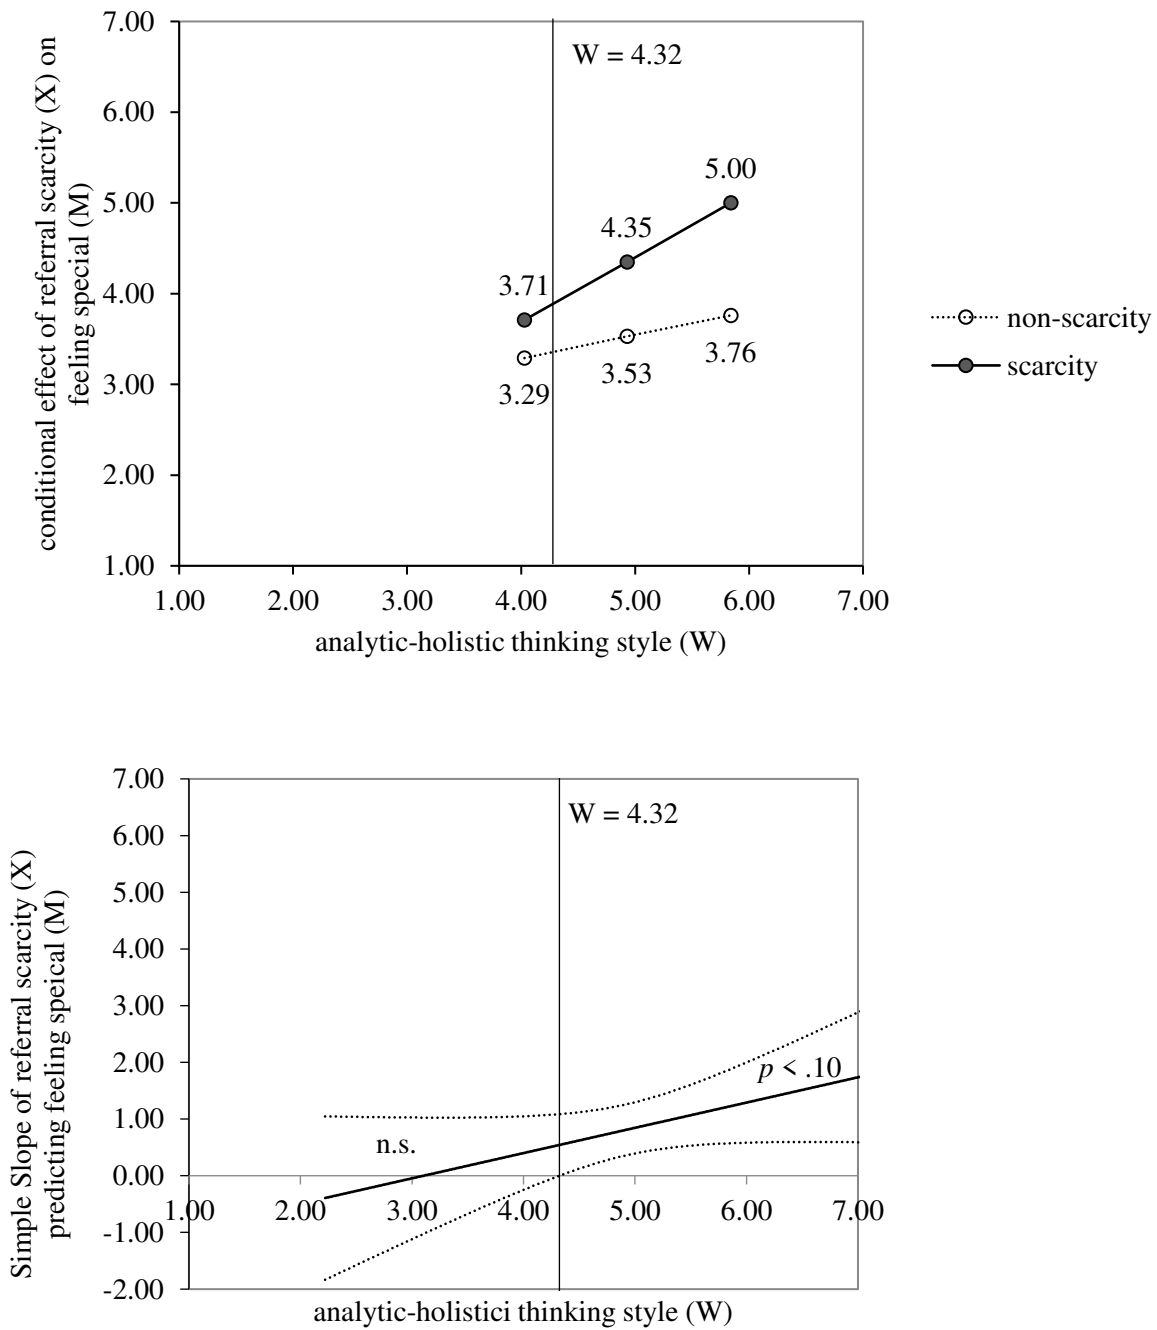 7.00
6.00
5.00
4.00
3.00
2.00
1.00
conditional effect of referral scarcity (X) on
feeling special (M)
W = 4.32
5.00
4.35
3.71
3.76
3.53
3.29
non-scarcity
scarcity
1.00 2.00 3.00 4.00 5.00 6.00 7.00
analytic-holistic thinking style (W)
7.00
6.00
5.00
4.00
3.00
2.00
1.00
0.00
-1.00
-2.00
Simple Slope of referral scarcity (X)
predicting feeling speical (M)
W = 4.32
p < .10
n.s.
1.00 2.00 3.00 4.00 5.00 6.00 7.00
analytic-holistici thinking style (W)